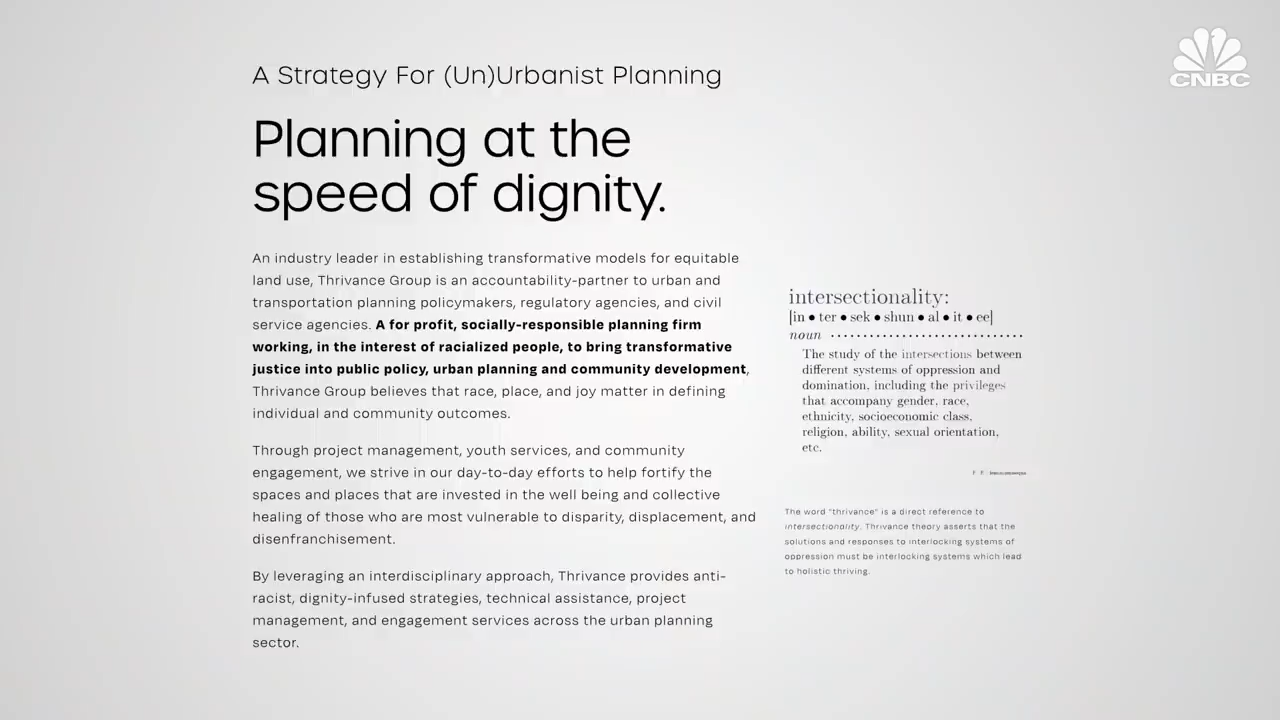 CNBC
A Strategy For (Un)Urbanist Planning
Planning at the
speed of dignity.
An industry leader in establishing transformative models for equitable
land use, Thrivance Group is an accountability-partner to urban and
transportation planning policymakers, regulatory agencies, and civil
service agencies. A for profit, socially-responsible planning firm
working, in the interest of racialized people, to bring transformative
justice into public policy, urban planning and community development,
Thrivance Group believes that race, place, and joy matter in defining
individual and community outcomes.
Through project management, youth services, and community
engagement, we strive in our day-to-day efforts to help fortify the
spaces and places that are invested in the well being and collective
healing of those who are most vulnerable to disparity, displacement, and
disenfranchisement.
By leveraging an interdisciplinary approach, Thrivance provides anti-
racist, dignity-infused strategies, technical assistance, project
management, and engagement services across the urban planning
sector.
intersectionality:
[in • ter • sek • shun • al • it • ee]
noun
The study of the intersections between
different systems of oppression and
domination, including the privileges
that accompany gender, race,
ethnicity, socioeconomic class,
religion, ability, sexual orientation,
etc.
The word "thrivance" is a direct reference to
intersectionality. Thrivance theory asserts that the
solutions and responses to interlocking systems of
oppression must be interlocking systems which lead
to holistic thriving.